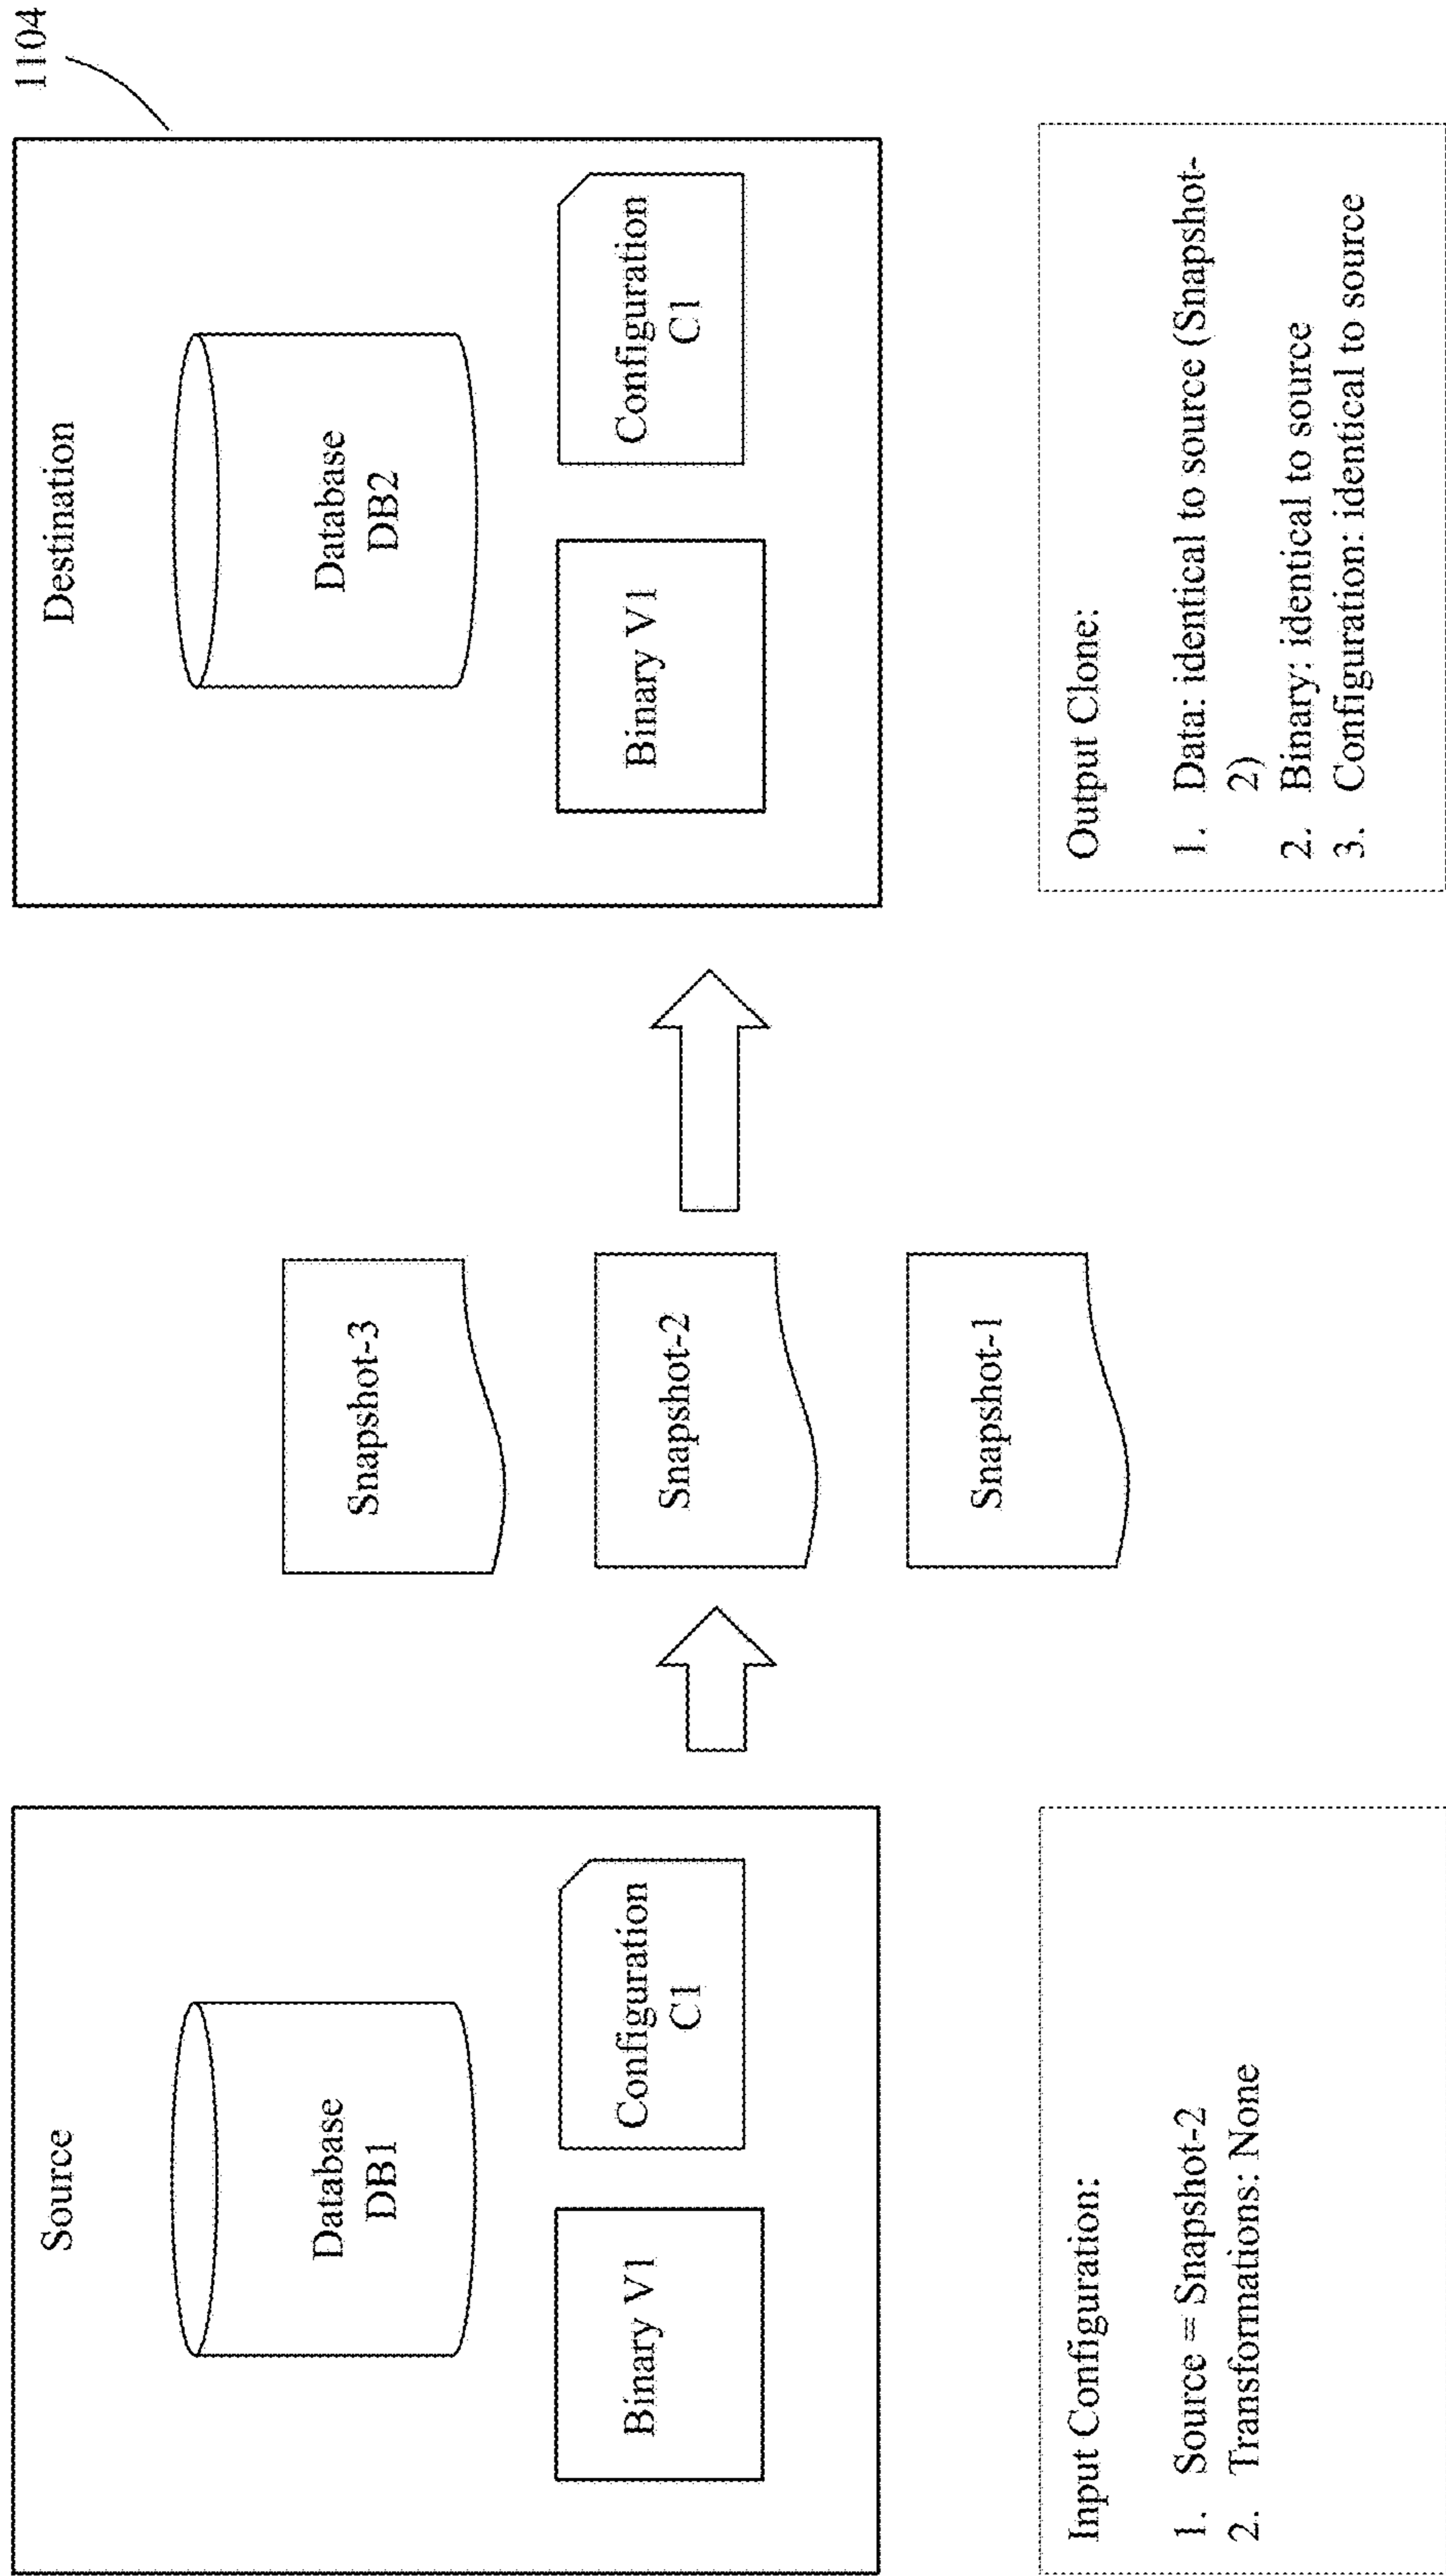 1104
Source
Database
DB1
Binary V1
Configuration
C1
Snapshot-3
Snapshot-2
Snapshot-1
Destination
Database
DB2
Binary V1
Configuration
C1
Input Configuration:
1. Source = Snapshot-2
2. Transformations: None
Output Clone:
1. Data: identical to source (Snapshot-
2)
2. Binary: identical to source
3. Configuration: identical to source